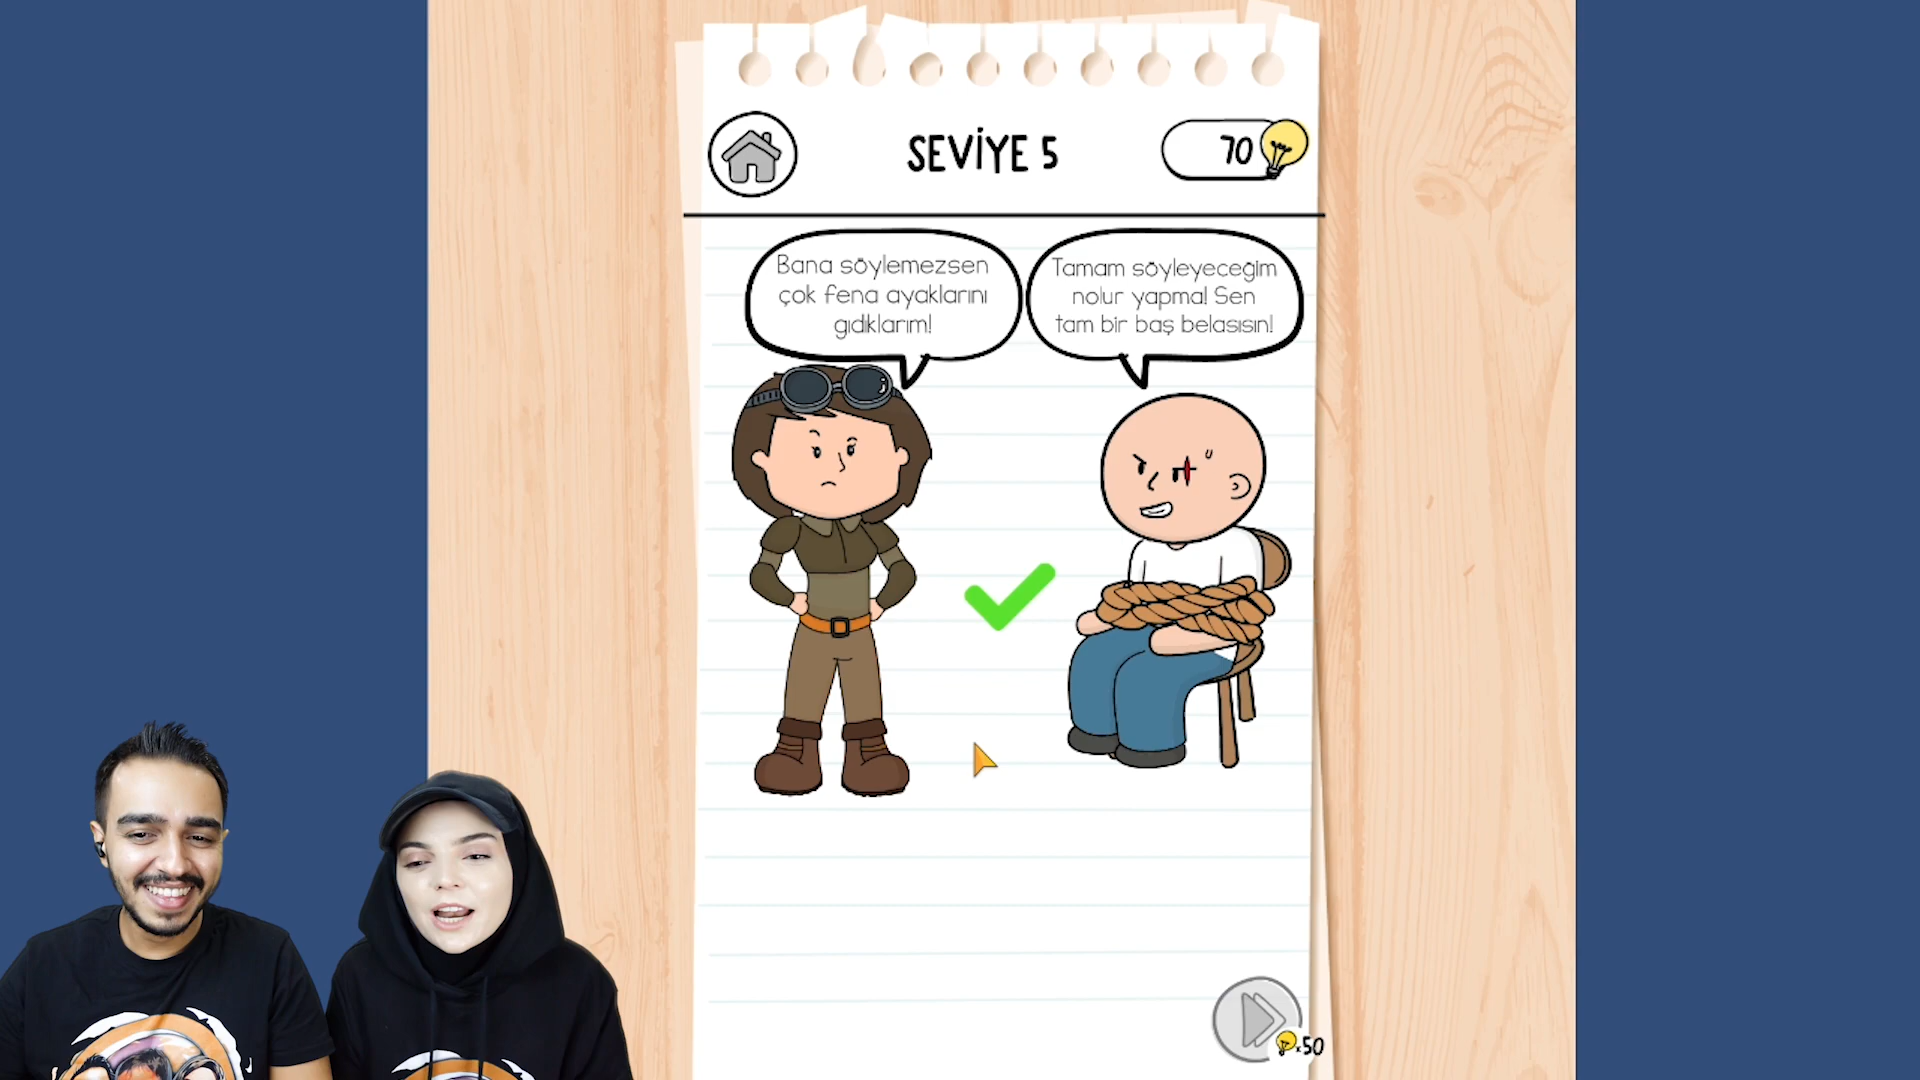 SEVİYE 5
70
Bana söylemezsen
çok fena ayaklarını
gıdıklarım!
Tamam söyleyeceğim
nolur yapma! Sen
tam bir baş belasısın!
x50